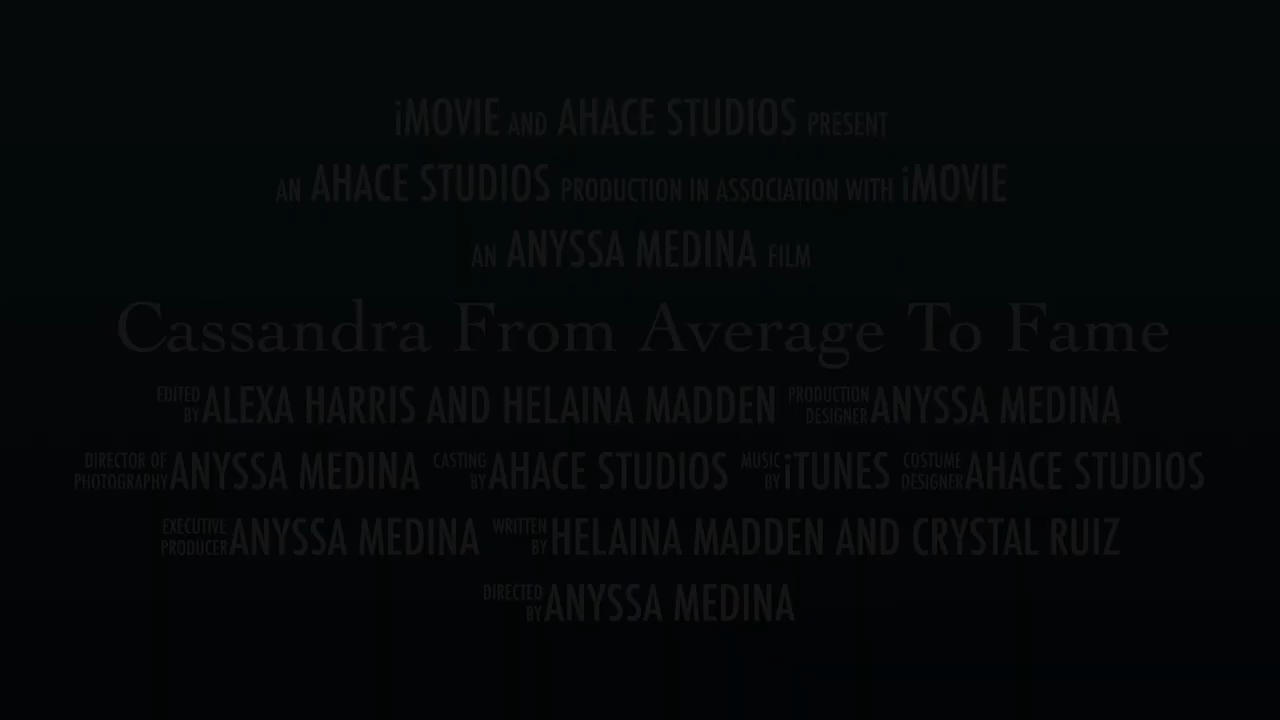 iMOVIE AND AHACE STUDIOS PRESENT
AN AHACE STUDIOS PRODUCTION IN ASSOCIATION WITH iMOVIE
AN ANYSSA MEDINA FILM
Cassandra From Average To Fame
EDITED BY ALEXA HARRIS AND HELAINA MADDEN PRODUCTION DESIGNER ANYSSA MEDINA
DIRECTOR OF PHOTOGRAPHY ANYSSA MEDINA CASTING BY AHACE STUDIOS MUSIC BY iTUNES COSTUME DESIGNER AHACE STUDIOS
EXECUTIVE PRODUCER ANYSSA MEDINA WRITTEN BY HELAINA MADDEN AND CRYSTAL RUIZ
DIRECTED BY ANYSSA MEDINA